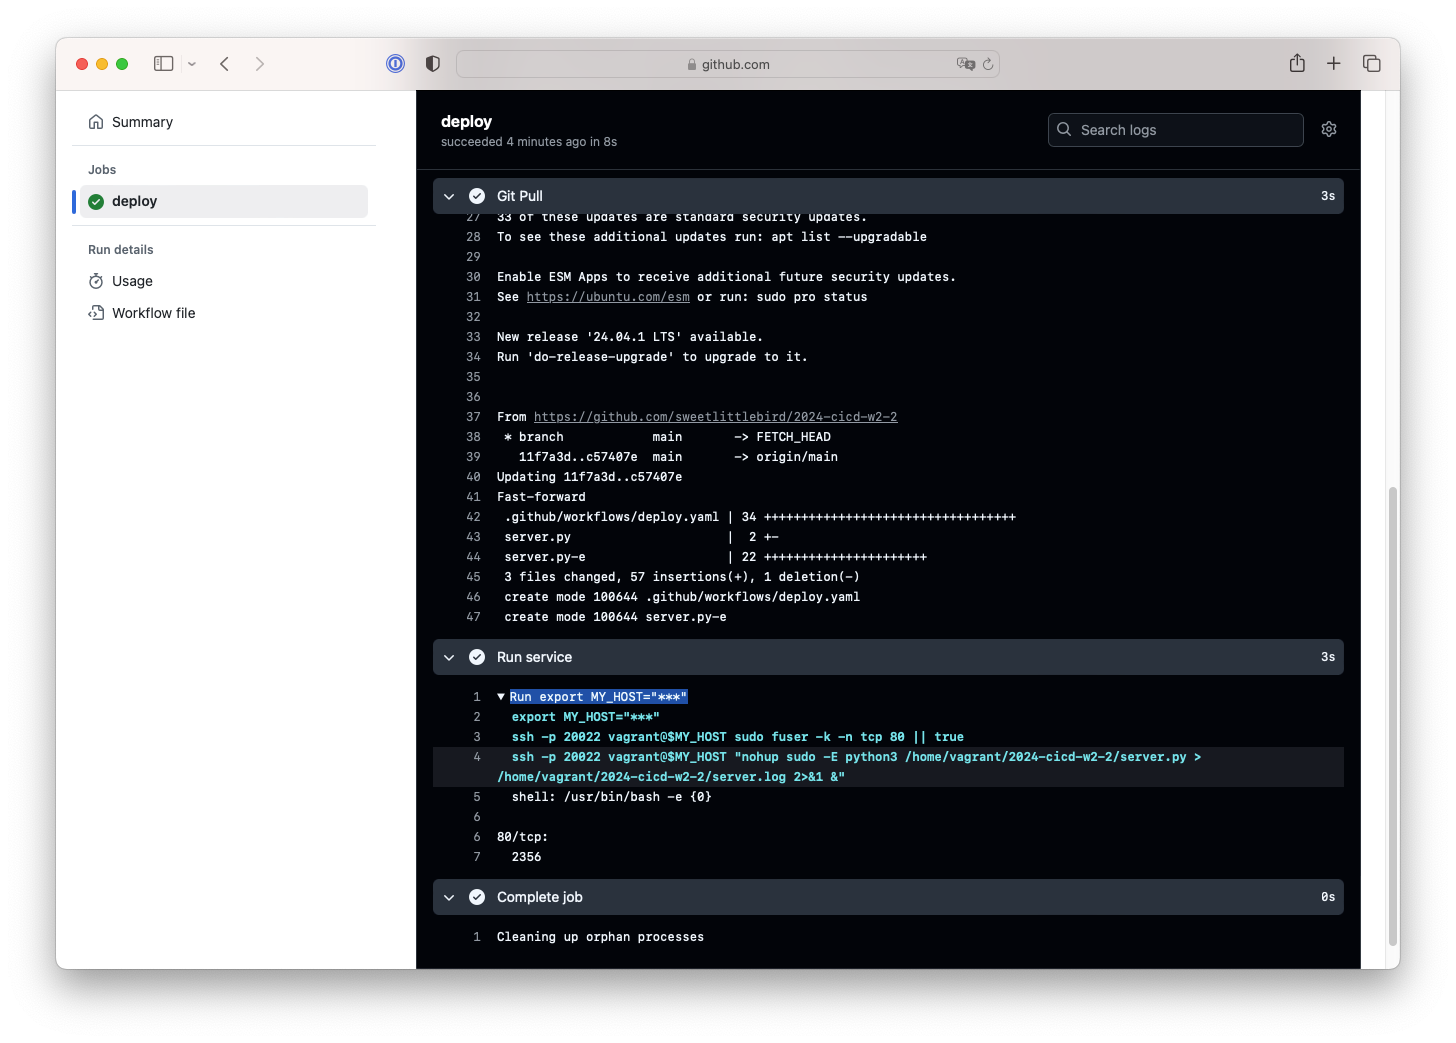 github.com
Summary
Jobs
deploy
Run details
Usage
Workflow file
deploy
succeeded 4 minutes ago in 8s
Search logs
Git Pull 3s
27 33 of these updates are standard security updates.
28 To see these additional updates run: apt list --upgradable
29
30 Enable ESM Apps to receive additional future security updates.
31 See https://ubuntu.com/esm or run: sudo pro status
32
33 New release '24.04.1 LTS' available.
34 Run 'do-release-upgrade' to upgrade to it.
35
36
37 From https://github.com/sweetlittlebird/2024-cicd-w2-2
38 * branch main -> FETCH_HEAD
39 11f7a3d..c57407e main -> origin/main
40 Updating 11f7a3d..c57407e
41 Fast-forward
42 .github/workflows/deploy.yaml | 34 ++++++++++++++++++++++++++++++++++
43 server.py | 2 +-
44 server.py-e | 22 ++++++++++++++++++++++
45 3 files changed, 57 insertions(+), 1 deletion(-)
46 create mode 100644 .github/workflows/deploy.yaml
47 create mode 100644 server.py-e
Run service 3s
1 ▼ Run export MY_HOST="***"
2 export MY_HOST="***"
3 ssh -p 20022 vagrant@$MY_HOST sudo fuser -k -n tcp 80 || true
4 ssh -p 20022 vagrant@$MY_HOST "nohup sudo -E python3 /home/vagrant/2024-cicd-w2-2/server.py >
/home/vagrant/2024-cicd-w2-2/server.log 2>&1 &"
5 shell: /usr/bin/bash -e {0}
6
6 80/tcp:
7 2356
Complete job 0s
1 Cleaning up orphan processes